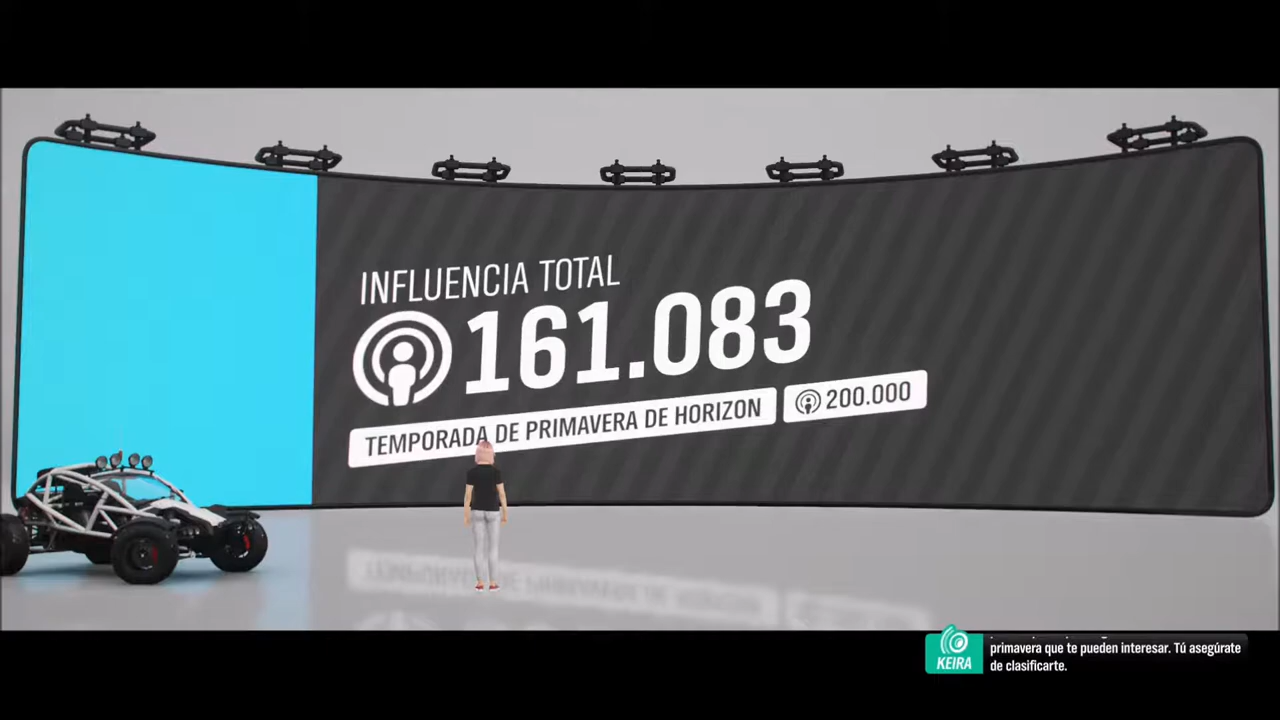 INFLUENCIA TOTAL
161.083
TEMPORADA DE PRIMAVERA DE HORIZON
200.000
primavera que te pueden interesar. Tú asegúrate
de clasificarte.
KEIRA